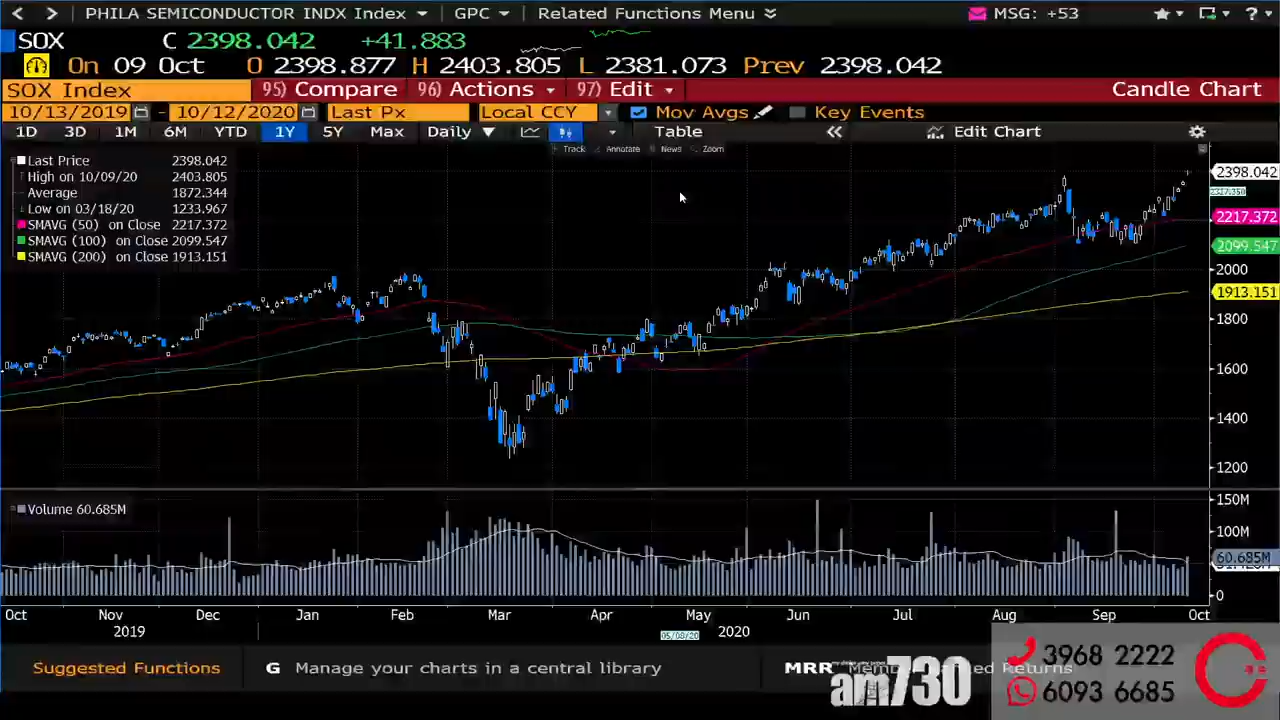 PHILA SEMICONDUCTOR INDX Index GPC Related Functions Menu MSG: +53 ?
SOX C 2398.042 +41.883
On 09 Oct O 2398.877 H 2403.805 L 2381.073 Prev 2398.042
SOX Index 95) Compare 96) Actions 97) Edit Candle Chart
10/13/2019 - 10/12/2020 Last Px Local CCY Mov Avgs Key Events
1D 3D 1M 6M YTD 1Y 5Y Max Daily Table Edit Chart
Track Annotate News Zoom
Last Price 2398.042
High on 10/09/20 2403.805
Average 1872.344
Low on 03/18/20 1233.967
SMAVG (50) on Close 2217.372
SMAVG (100) on Close 2099.547
SMAVG (200) on Close 1913.151
2398.042
2217.372
2099.547
2000
1913.151
1800
1600
1400
1200
Volume 60.685M
150M
100M
60.685M
0
Oct Nov Dec Jan Feb Mar Apr May Jun Jul Aug Sep Oct
2019 05/08/20 2020
Suggested Functions G Manage your charts in a central library MRR Returns
am730
3968 2222
6093 6685